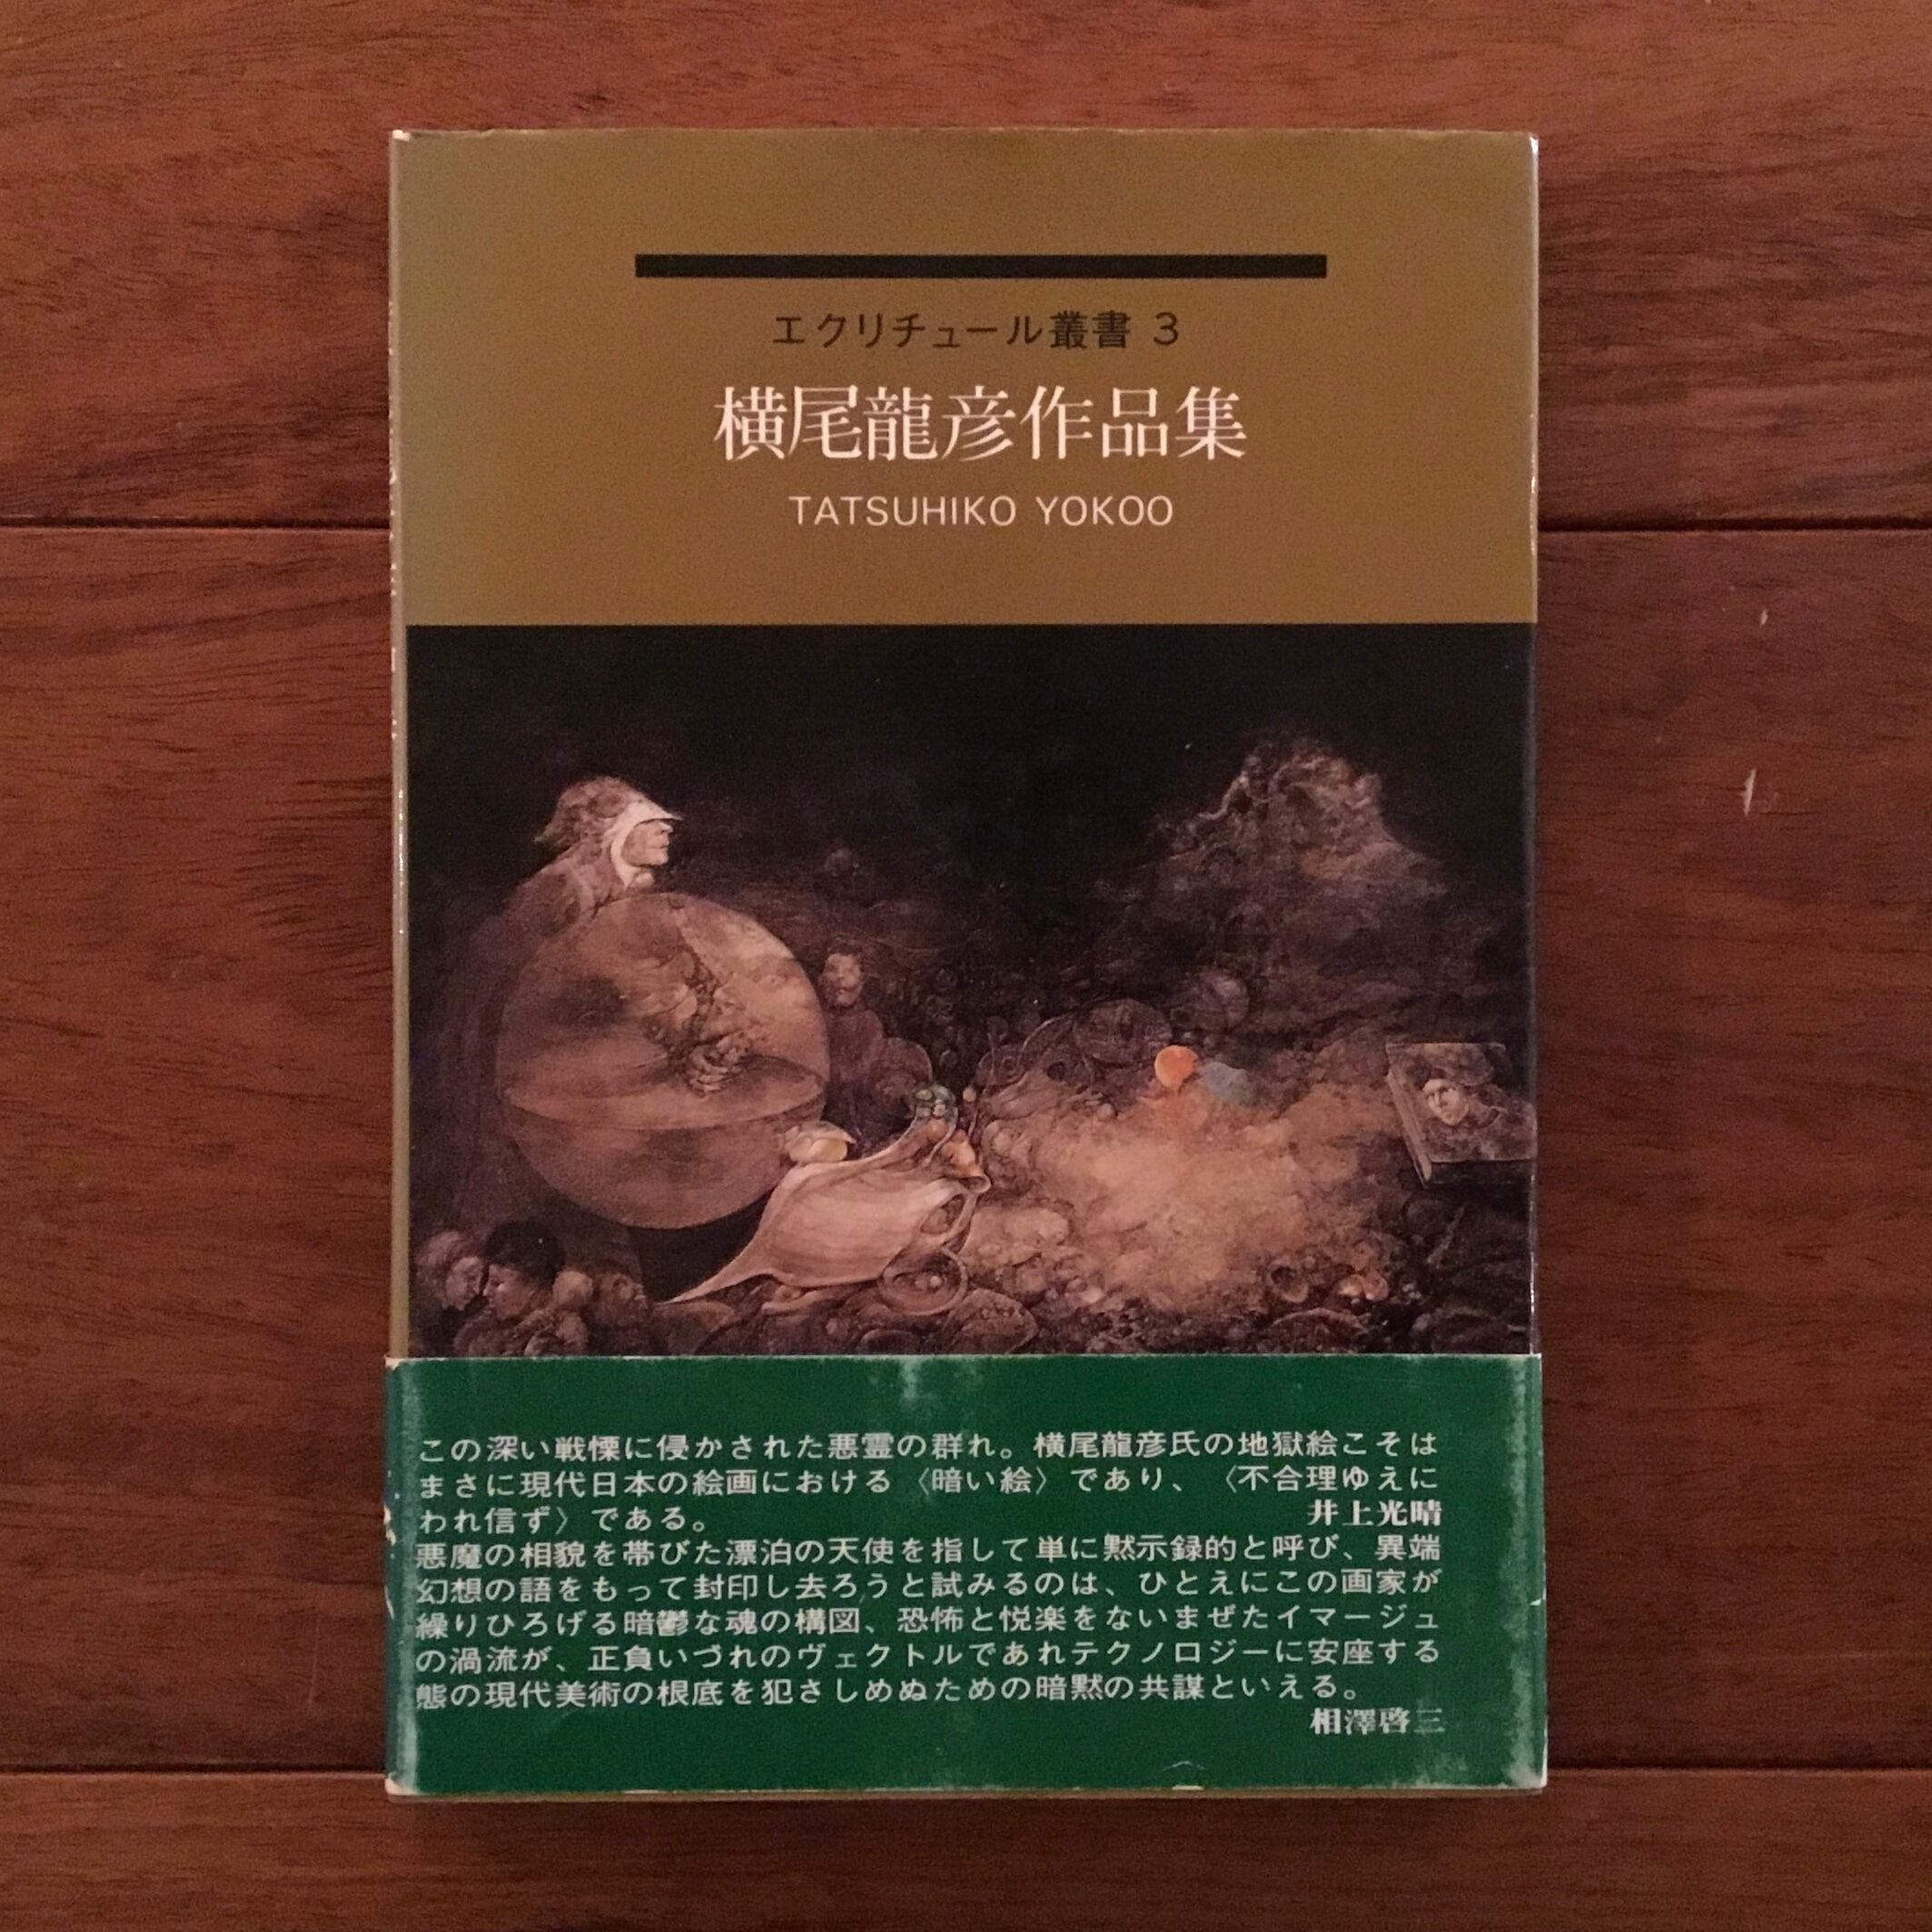 エクリチュール叢書 3
横尾龍彦作品集
TATSUHIKO YOKOO
この深い戦慄に侵かされた悪霊の群れ。横尾龍彦氏の地獄絵こそは
まさに現代日本の絵画における〈暗い絵〉であり、〈不合理ゆえに
われ信ず〉である。 井上光晴
悪魔の相貌を帯びた漂泊の天使を指して単に黙示録的と呼び、異端
幻想の語をもって封印し去ろうと試みるのは、ひとえにこの画家が
繰りひろげる暗鬱な魂の構図、恐怖と悦楽をないまぜたイマージュ
の渦流が、正負いづれのヴェクトルであれテクノロジーに安座する
態の現代美術の根底を犯さしめぬための暗黙の共謀といえる。
相澤啓三